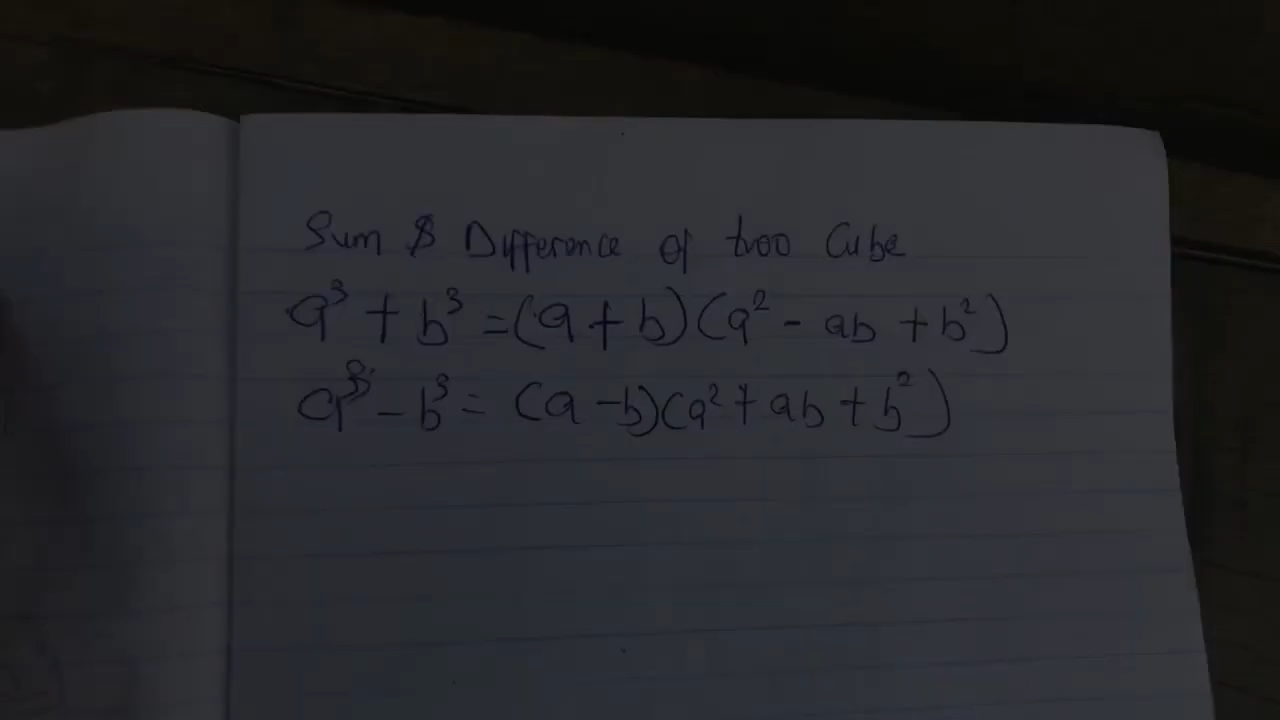 Sum & Difference of two Cube
a³ + b³ = (a + b)(a² - ab + b²)
a³ - b³ = (a - b)(a² + ab + b²)